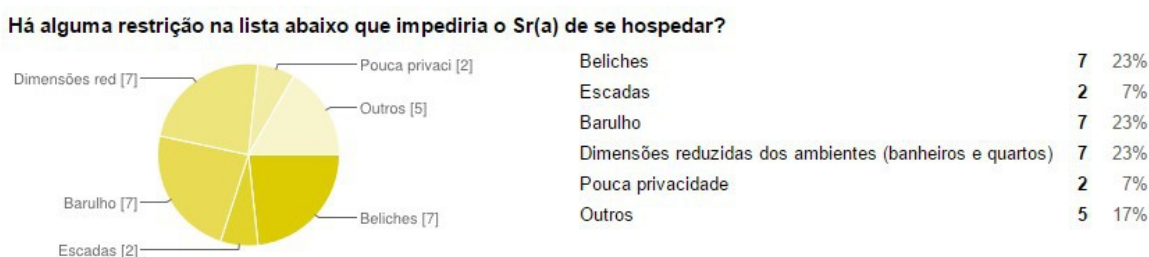 Há alguma restrição na lista abaixo que impediria o Sr(a) de se hospedar?
Dimensões red [7]
Pouca privaci [2]
Outros [5]
Barulho [7]
Beliches [7]
Escadas [2]
Beliches 7 23%
Escadas 2 7%
Barulho 7 23%
Dimensões reduzidas dos ambientes (banheiros e quartos) 7 23%
Pouca privacidade 2 7%
Outros 5 17%